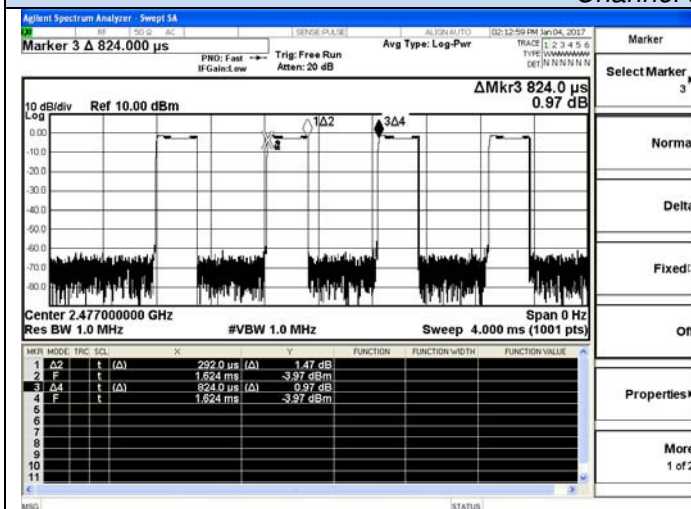 Agilent Spectrum Analyzer - Swept SA
RF 50 Ω AC SENSE:PULSE ALIGN AUTO 02:12:59 PM Jan 04, 2017
Marker 3 Δ 824.000 µs
PNO: Fast
IFGain:Low
Trig: Free Run
Atten: 20 dB
Avg Type: Log-Pwr
TRACE 1 2 3 4 5 6
TYPE
DET N N N N N N
ΔMkr3 824.0 µs
0.97 dB
10 dB/div Ref 10.00 dBm
Log
1Δ2
3Δ4
0.00
-10.0
-20.0
-30.0
-40.0
-50.0
-60.0
-70.0
-80.0
Center 2.477000000 GHz Span 0 Hz
Res BW 1.0 MHz #VBW 1.0 MHz Sweep 4.000 ms (1001 pts)
MKR MODE TRC SCL X Y FUNCTION FUNCTION WIDTH FUNCTION VALUE
1 Δ2 t (Δ) 292.0 µs (Δ) 1.47 dB
2 F t 1.624 ms -3.97 dBm
3 Δ4 t (Δ) 824.0 µs (Δ) 0.97 dB
4 F t 1.624 ms -3.97 dBm
5
6
7
8
9
10
11
MSG STATUS
Marker
Select Marker
3
Norma
Delta
Fixed
Of
Properties
More
1 of 2